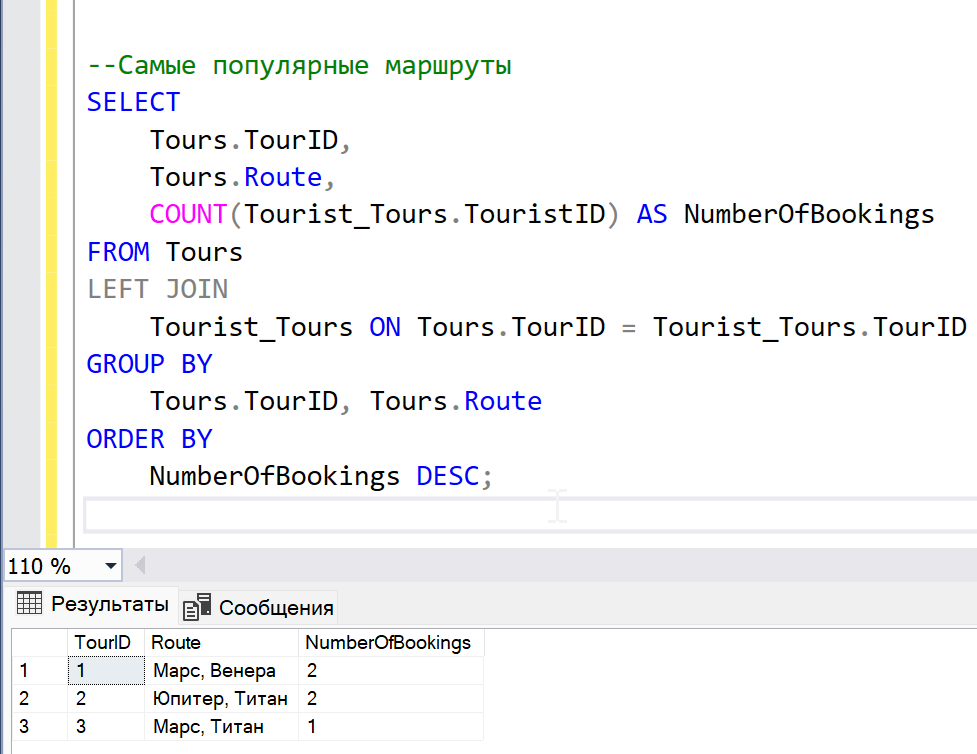 --Самые популярные маршруты
SELECT
Tours.TourID,
Tours.Route,
COUNT(Tourist_Tours.TouristID) AS NumberOfBookings
FROM Tours
LEFT JOIN
Tourist_Tours ON Tours.TourID = Tourist_Tours.TourID
GROUP BY
Tours.TourID, Tours.Route
ORDER BY
NumberOfBookings DESC;
110 %
Результаты Сообщения
TourID Route NumberOfBookings
1 1 Марс, Венера 2
2 2 Юпитер, Титан 2
3 3 Марс, Титан 1